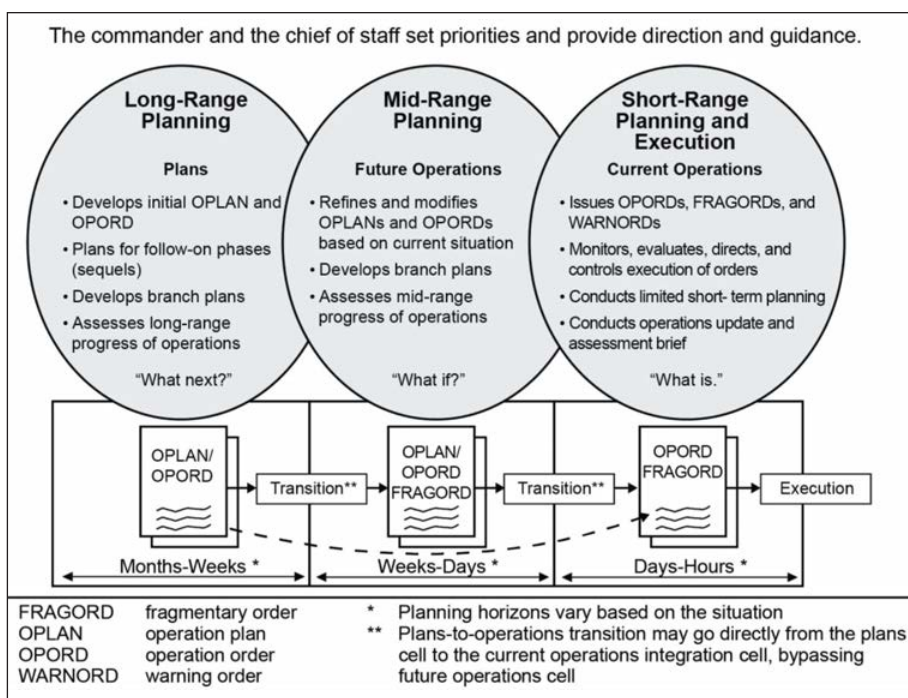 The commander and the chief of staff set priorities and provide direction and guidance.
Long-Range
Planning
Plans
• Develops initial OPLAN and
OPORD
• Plans for follow-on phases
(sequels)
• Develops branch plans
• Assesses long-range
progress of operations
“What next?”
Mid-Range
Planning
Future Operations
• Refines and modifies
OPLANs and OPORDs
based on current situation
• Develops branch plans
• Assesses mid-range
progress of operations
“What if?”
Short-Range
Planning and
Execution
Current Operations
• Issues OPORDs, FRAGORDs, and
WARNORDs
• Monitors, evaluates, directs, and
controls execution of orders
• Conducts limited short- term planning
• Conducts operations update and
assessment brief
“What is.”
OPLAN/
OPORD
Transition**
OPLAN/
OPORD
FRAGORD
Transition**
OPORD
FRAGORD
Execution
Months-Weeks *
Weeks-Days *
Days-Hours *
FRAGORD fragmentary order
OPLAN operation plan
OPORD operation order
WARNORD warning order
* Planning horizons vary based on the situation
** Plans-to-operations transition may go directly from the plans
cell to the current operations integration cell, bypassing
future operations cell